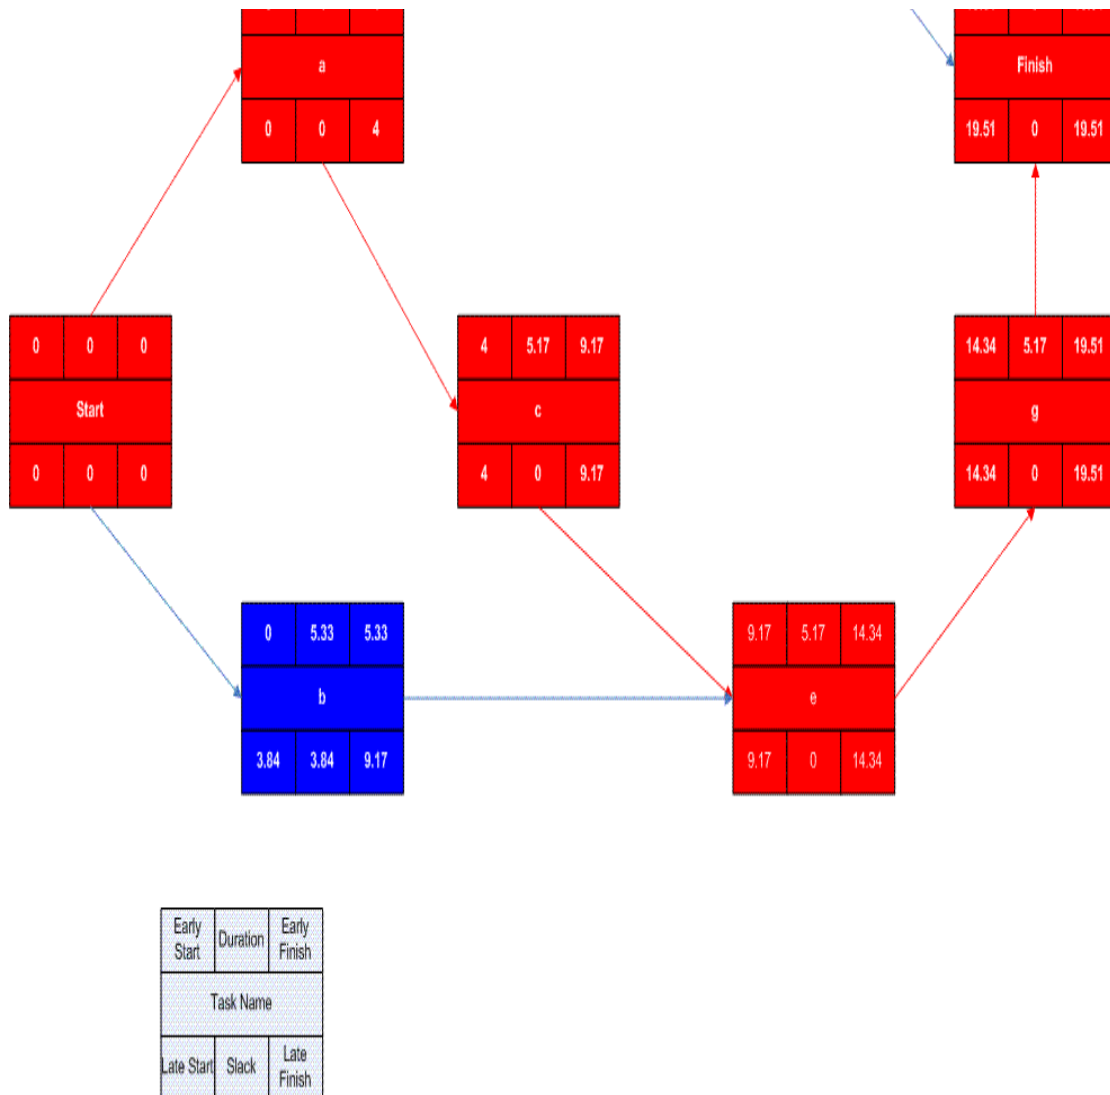 a
0 0 4
Finish
19.51 0 19.51
0 0 0
Start
0 0 0
4 5.17 9.17
c
4 0 9.17
14.34 5.17 19.51
g
14.34 0 19.51
0 5.33 5.33
b
3.84 3.84 9.17
9.17 5.17 14.34
e
9.17 0 14.34
Early Start
Duration
Early Finish
Task Name
Late Start
Slack
Late Finish